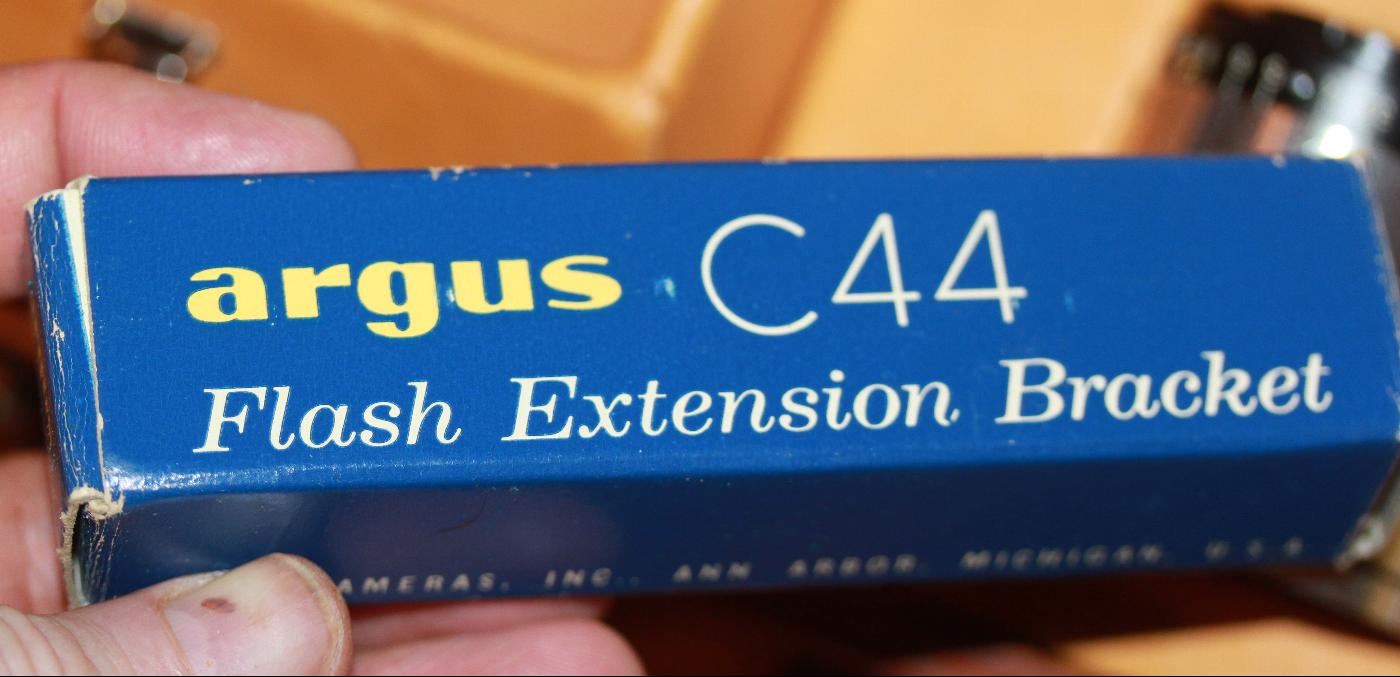 argus C44
Flash Extension Bracket
AMERAS, INC., ANN ARBOR, MICHIGAN, U.S.A.